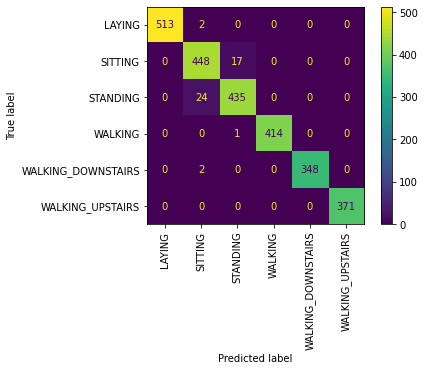 LAYING 513 2 0 0 0 0
SITTING 0 448 17 0 0 0
STANDING 0 24 435 0 0 0
WALKING 0 0 1 414 0 0
WALKING_DOWNSTAIRS 0 2 0 0 348 0
WALKING_UPSTAIRS 0 0 0 0 0 371
True label
LAYING
SITTING
STANDING
WALKING
WALKING_DOWNSTAIRS
WALKING_UPSTAIRS
Predicted label
500
400
300
200
100
0